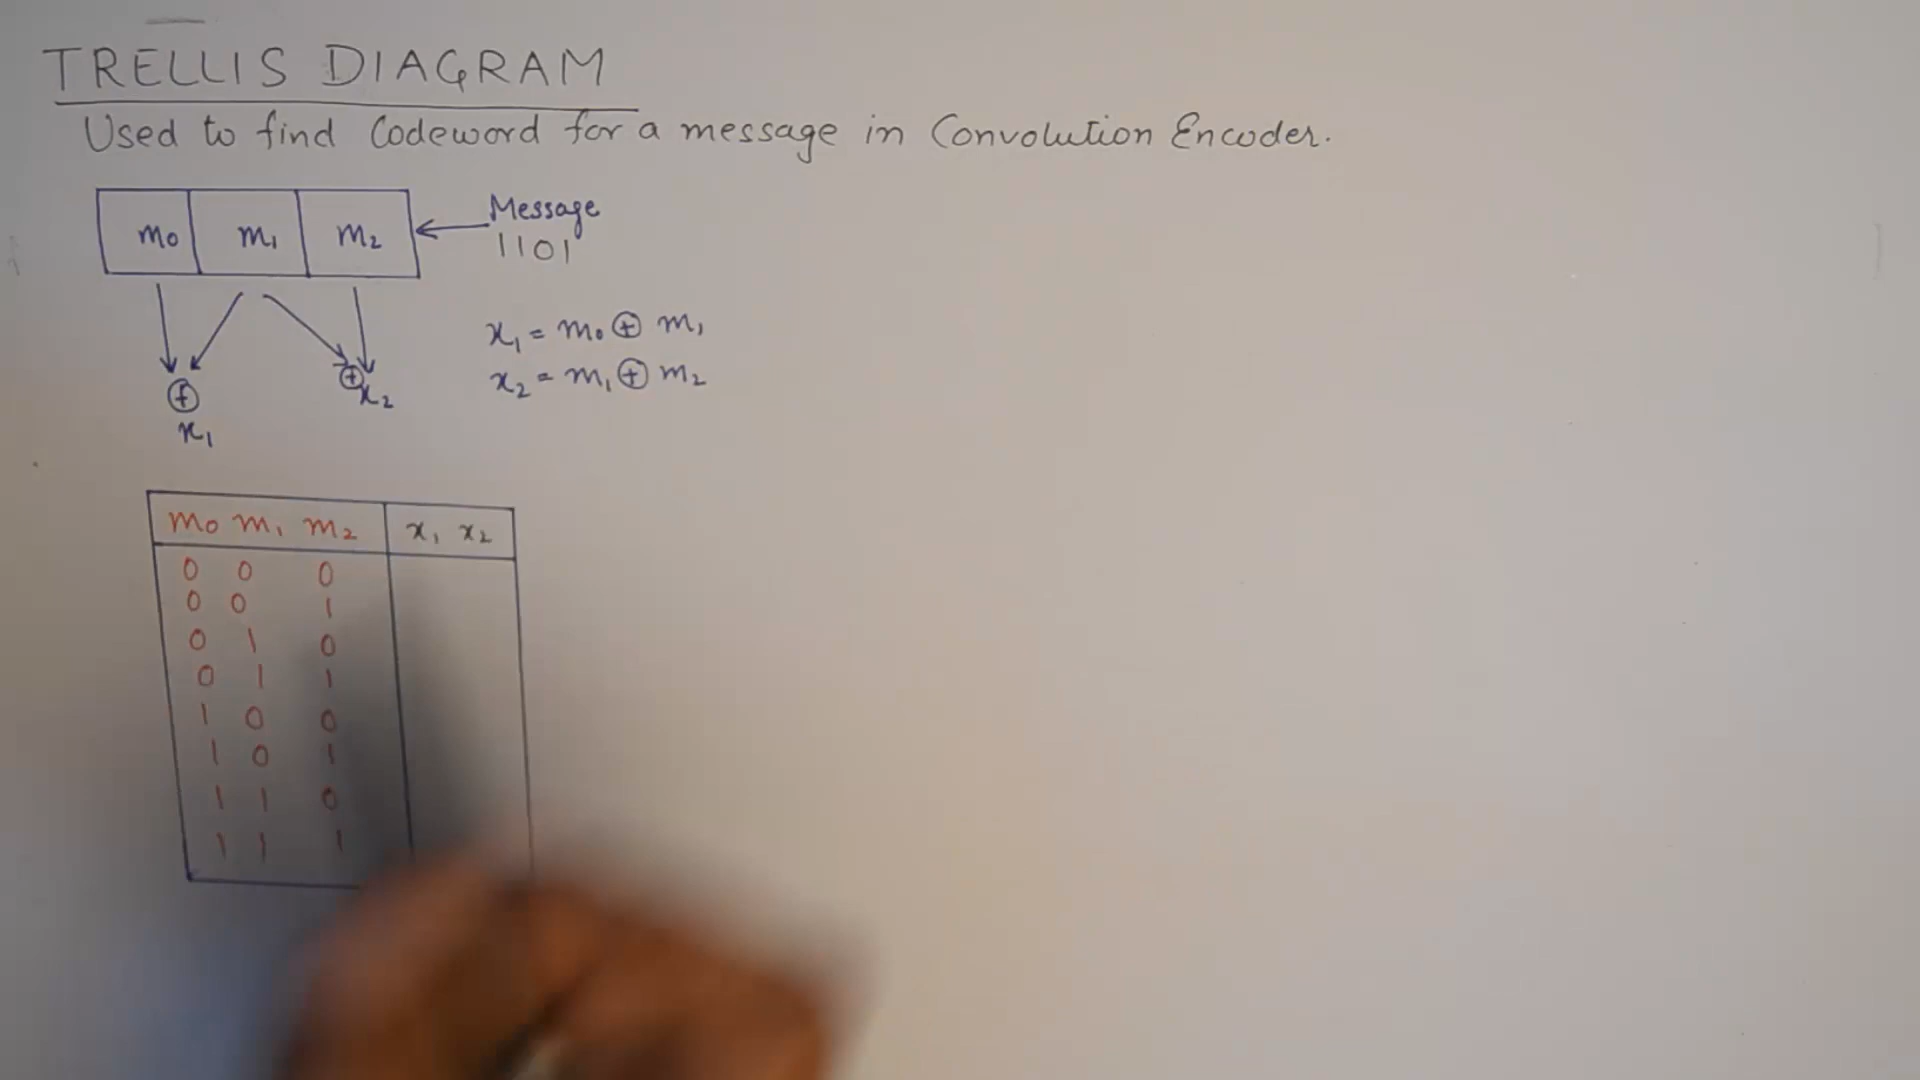 TRELLIS DIAGRAM
Used to find Codeword for a message in Convolution Encoder.
m0 m1 m2
Message
1101
x1 = m0 ⊕ m1
x2 = m1 ⊕ m2
⊕ ⊕ x2
x1
m0 m1 m2 x1 x2
0 0 0
0 0 1
0 1 0
0 1 1
1 0 0
1 0 1
1 1 0
1 1 1